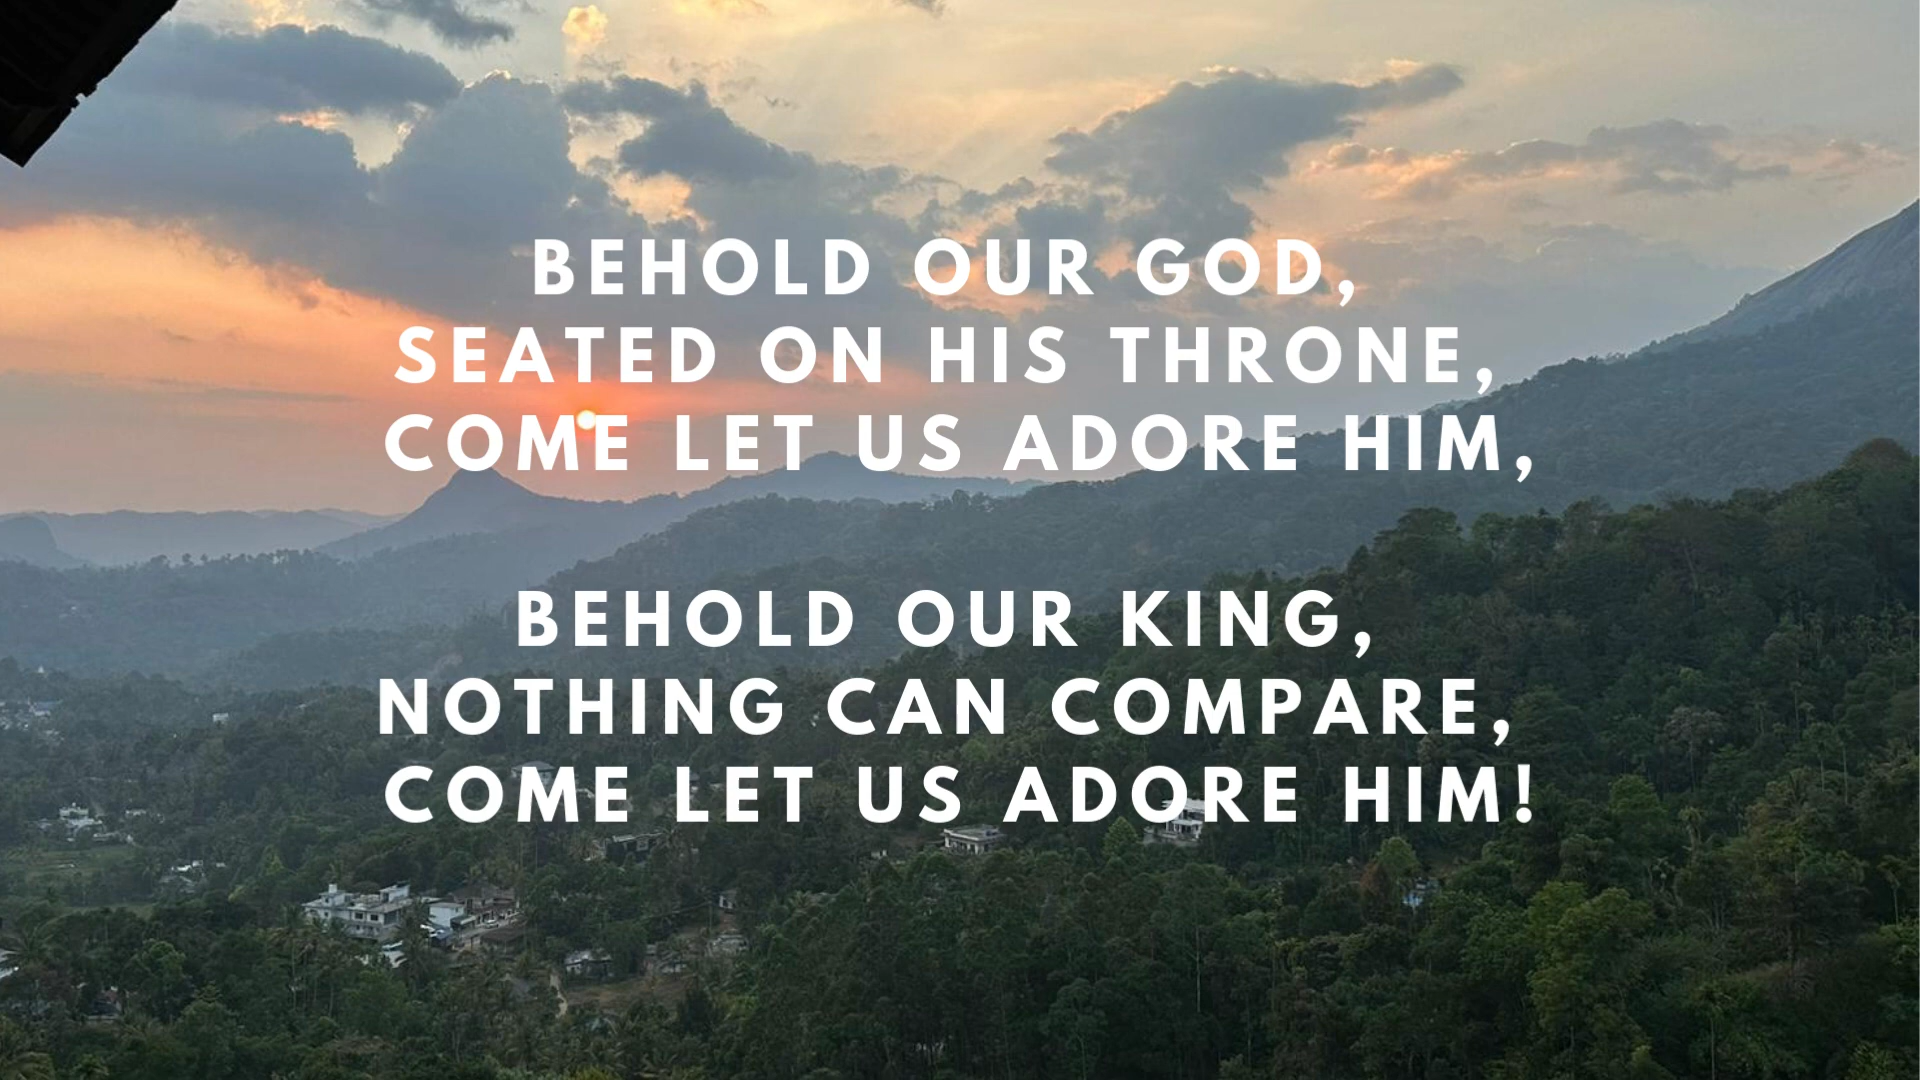 BEHOLD OUR GOD,
SEATED ON HIS THRONE,
COME LET US ADORE HIM,
BEHOLD OUR KING,
NOTHING CAN COMPARE,
COME LET US ADORE HIM!